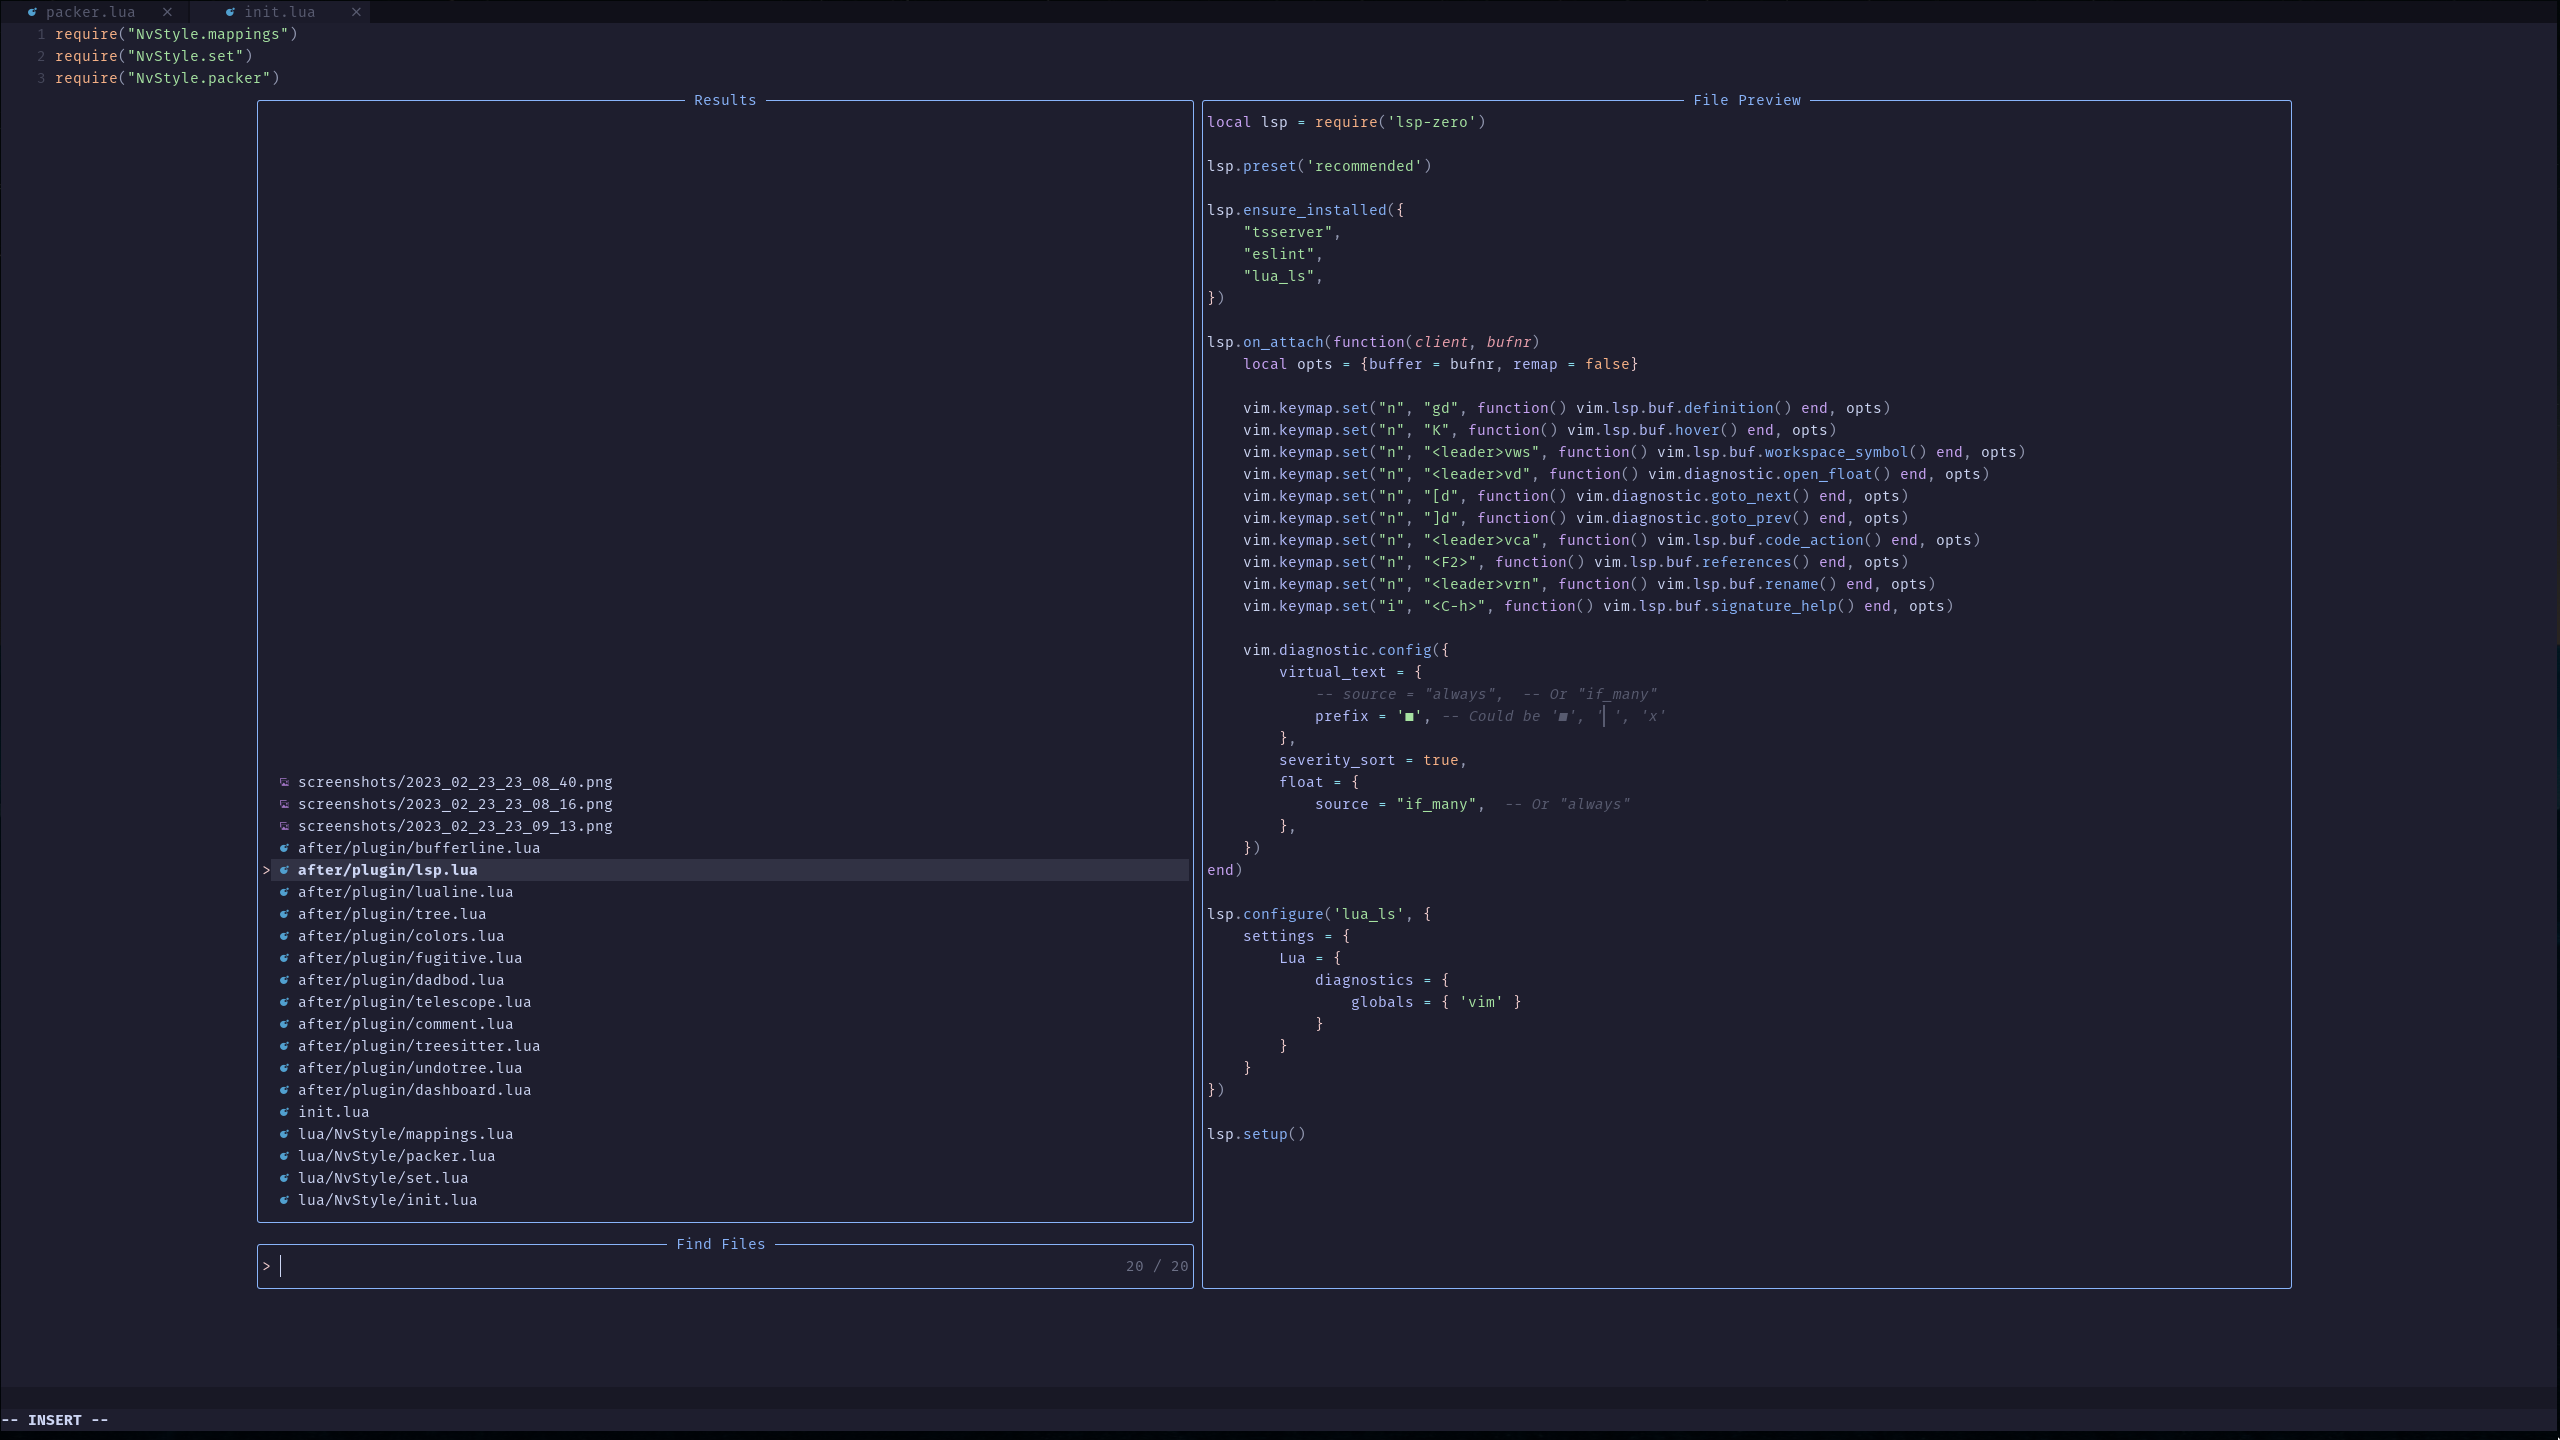 packer.lua ×
init.lua ×
1 require("NvStyle.mappings")
2 require("NvStyle.set")
3 require("NvStyle.packer")
Results
screenshots/2023_02_23_23_08_40.png
screenshots/2023_02_23_23_08_16.png
screenshots/2023_02_23_23_09_13.png
after/plugin/bufferline.lua
> after/plugin/lsp.lua
after/plugin/lualine.lua
after/plugin/tree.lua
after/plugin/colors.lua
after/plugin/fugitive.lua
after/plugin/dadbod.lua
after/plugin/telescope.lua
after/plugin/comment.lua
after/plugin/treesitter.lua
after/plugin/undotree.lua
after/plugin/dashboard.lua
init.lua
lua/NvStyle/mappings.lua
lua/NvStyle/packer.lua
lua/NvStyle/set.lua
lua/NvStyle/init.lua
Find Files
>
20 / 20
File Preview
local lsp = require('lsp-zero')
lsp.preset('recommended')
lsp.ensure_installed({
    "tsserver",
    "eslint",
    "lua_ls",
})
lsp.on_attach(function(client, bufnr)
    local opts = {buffer = bufnr, remap = false}
    vim.keymap.set("n", "gd", function() vim.lsp.buf.definition() end, opts)
    vim.keymap.set("n", "K", function() vim.lsp.buf.hover() end, opts)
    vim.keymap.set("n", "<leader>vws", function() vim.lsp.buf.workspace_symbol() end, opts)
    vim.keymap.set("n", "<leader>vd", function() vim.diagnostic.open_float() end, opts)
    vim.keymap.set("n", "[d", function() vim.diagnostic.goto_next() end, opts)
    vim.keymap.set("n", "]d", function() vim.diagnostic.goto_prev() end, opts)
    vim.keymap.set("n", "<leader>vca", function() vim.lsp.buf.code_action() end, opts)
    vim.keymap.set("n", "<F2>", function() vim.lsp.buf.references() end, opts)
    vim.keymap.set("n", "<leader>vrn", function() vim.lsp.buf.rename() end, opts)
    vim.keymap.set("i", "<C-h>", function() vim.lsp.buf.signature_help() end, opts)
    vim.diagnostic.config({
        virtual_text = {
            -- source = "always",  -- Or "if_many"
            prefix = '■', -- Could be '■', '▎', 'x'
        },
        severity_sort = true,
        float = {
            source = "if_many",  -- Or "always"
        },
    })
end)
lsp.configure('lua_ls', {
    settings = {
        Lua = {
            diagnostics = {
                globals = { 'vim' }
            }
        }
    }
})
lsp.setup()
-- INSERT --